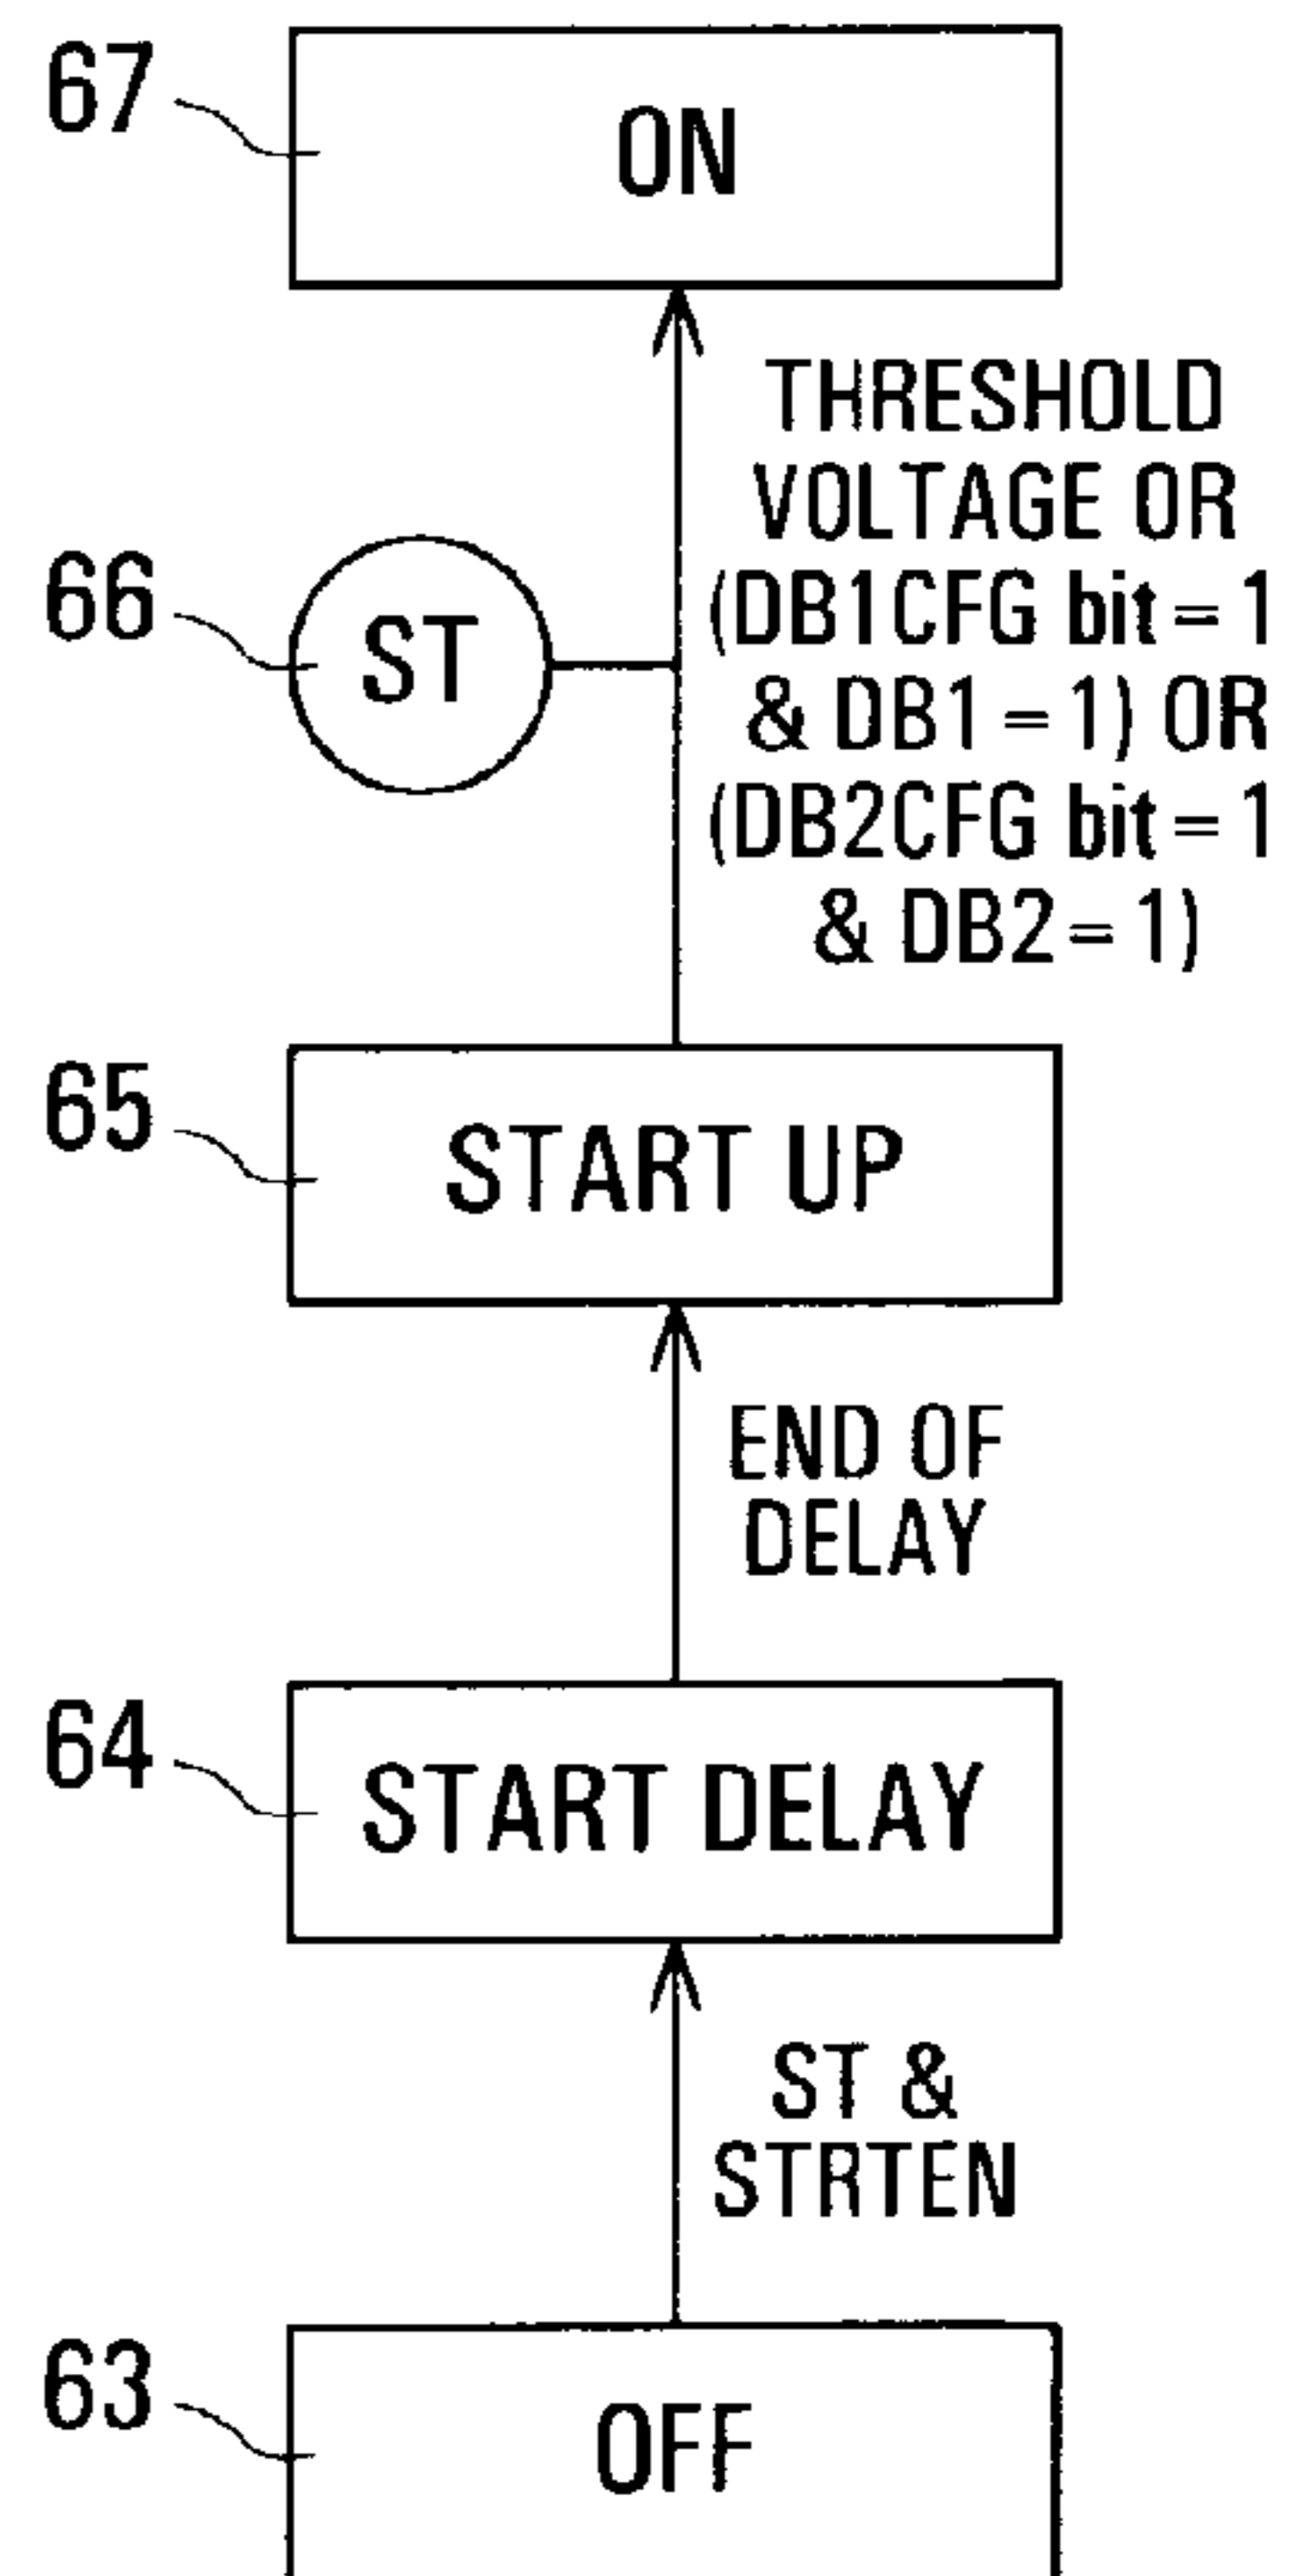 67
ON
THRESHOLD
VOLTAGE OR
(DB1CFG bit = 1
& DB1 = 1) OR
(DB2CFG bit = 1
& DB2 = 1)
66
ST
65
START UP
END OF
DELAY
64
START DELAY
ST &
STRTEN
63
OFF